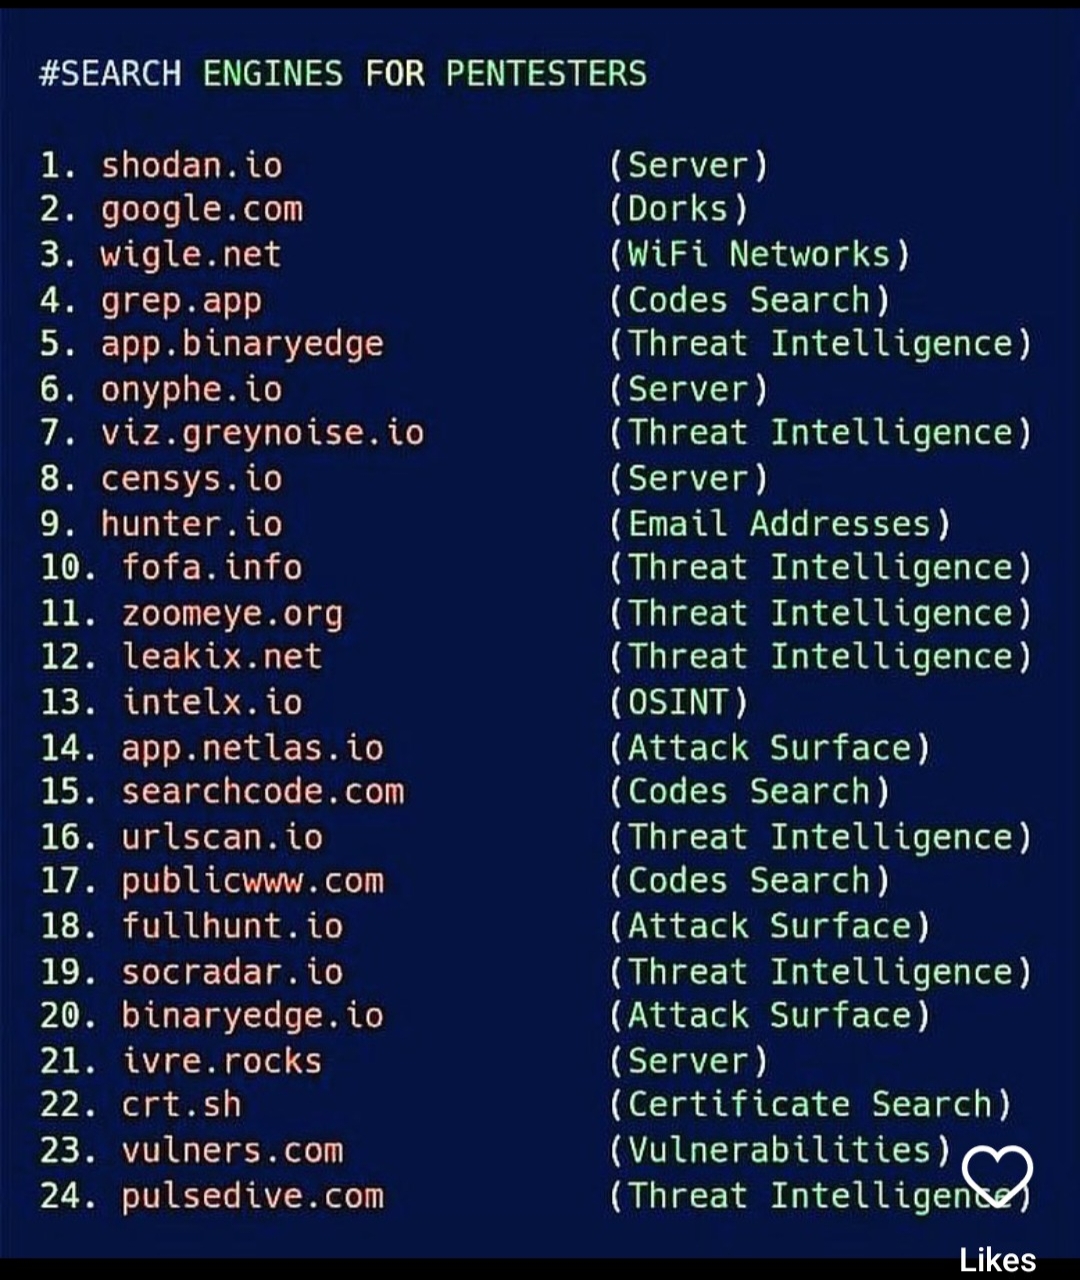 #SEARCH ENGINES FOR PENTESTERS
1. shodan.io (Server)
2. google.com (Dorks)
3. wigle.net (WiFi Networks)
4. grep.app (Codes Search)
5. app.binaryedge (Threat Intelligence)
6. onyphe.io (Server)
7. viz.greynoise.io (Threat Intelligence)
8. censys.io (Server)
9. hunter.io (Email Addresses)
10. fofa.info (Threat Intelligence)
11. zoomeye.org (Threat Intelligence)
12. leakix.net (Threat Intelligence)
13. intelx.io (OSINT)
14. app.netlas.io (Attack Surface)
15. searchcode.com (Codes Search)
16. urlscan.io (Threat Intelligence)
17. publicwww.com (Codes Search)
18. fullhunt.io (Attack Surface)
19. socradar.io (Threat Intelligence)
20. binaryedge.io (Attack Surface)
21. ivre.rocks (Server)
22. crt.sh (Certificate Search)
23. vulners.com (Vulnerabilities)
24. pulsedive.com (Threat Intelligence)
Likes